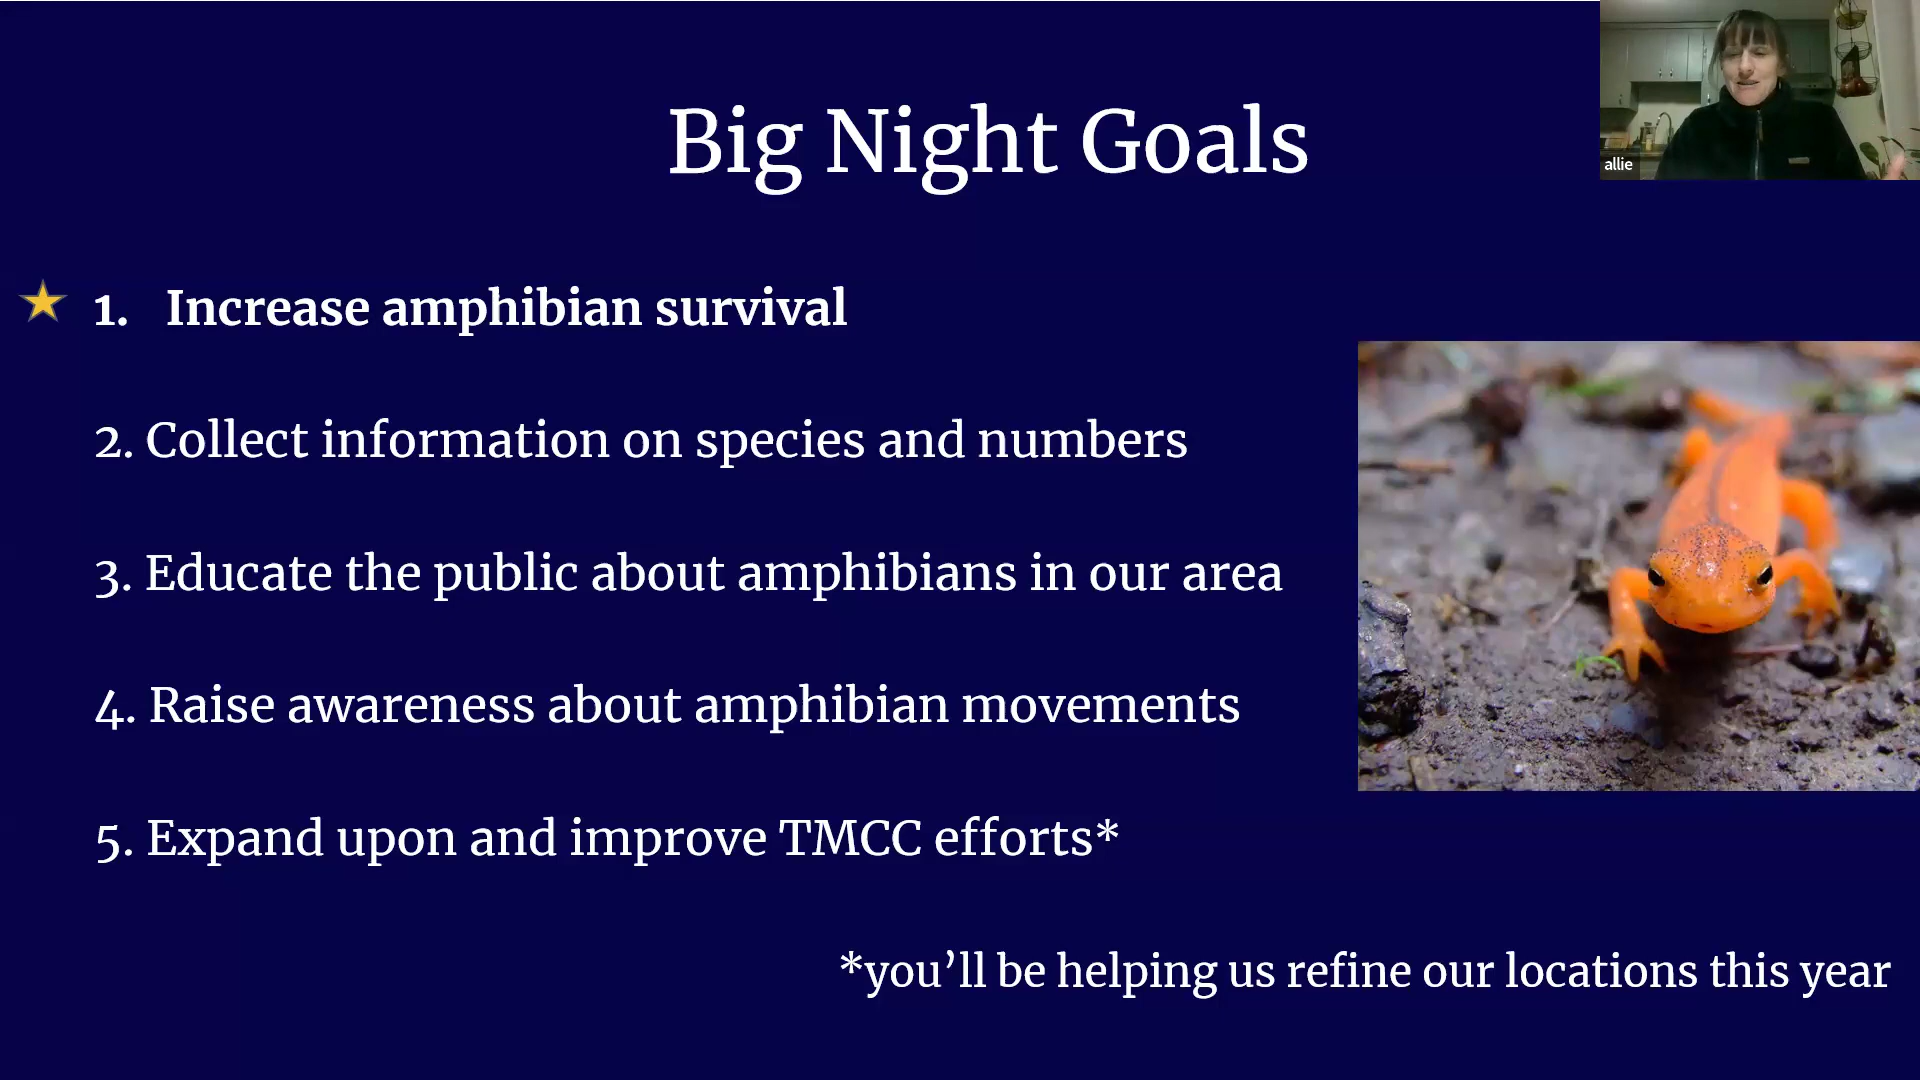 Big Night Goals
allie
1. Increase amphibian survival
2. Collect information on species and numbers
3. Educate the public about amphibians in our area
4. Raise awareness about amphibian movements
5. Expand upon and improve TMCC efforts*
*you’ll be helping us refine our locations this year